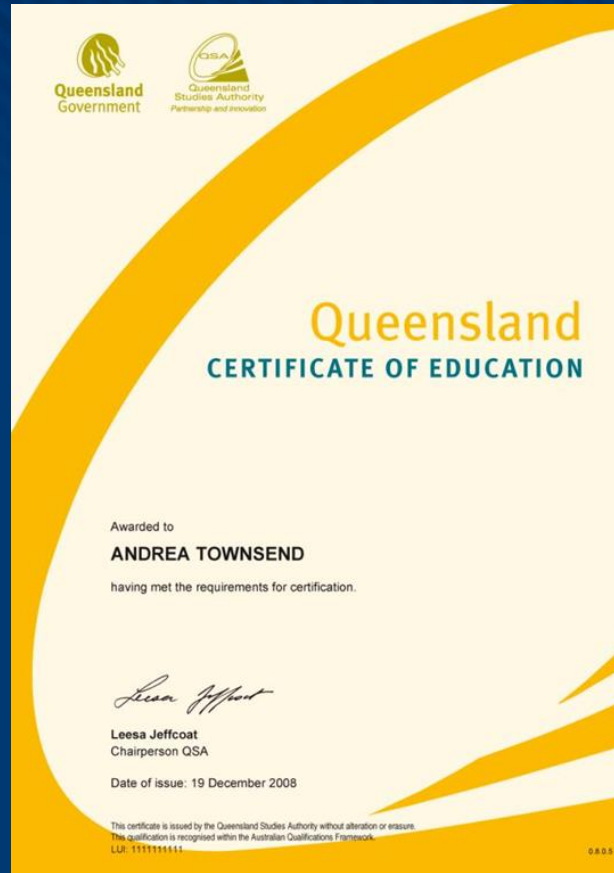 Queensland
Government
QSA
Queensland
Studies Authority
Partnership and innovation
Queensland
CERTIFICATE OF EDUCATION
Awarded to
ANDREA TOWNSEND
having met the requirements for certification.
Leesa Jeffcoat
Leesa Jeffcoat
Chairperson QSA
Date of issue: 19 December 2008
This certificate is issued by the Queensland Studies Authority without alteration or erasure.
This qualification is recognised within the Australian Qualifications Framework.
LUI: 1111111111
0.8.0.5